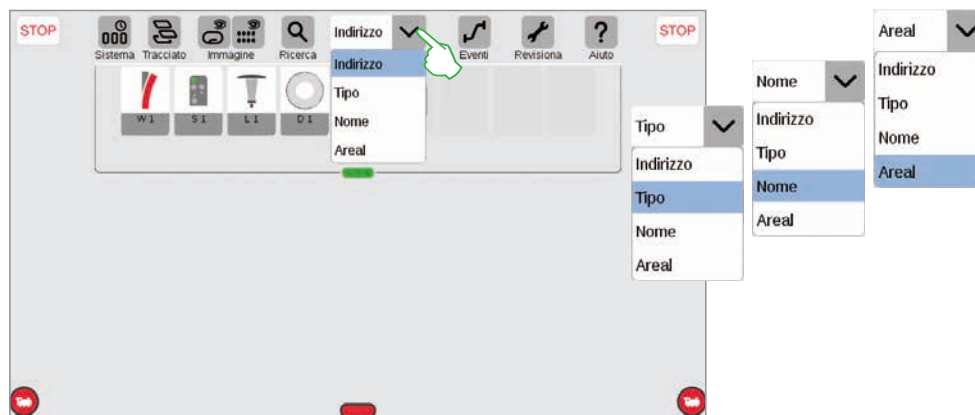 STOP
Indirizzo
STOP
Sistema
Tracciato
Immagine
Ricerca
Eventi
Revisiona
Aiuto
Indirizzo
Tipo
Nome
Areal
W 1
S 1
L 1
D 1
Tipo
Indirizzo
Tipo
Nome
Areal
Nome
Indirizzo
Tipo
Nome
Areal
Areal
Indirizzo
Tipo
Nome
Areal